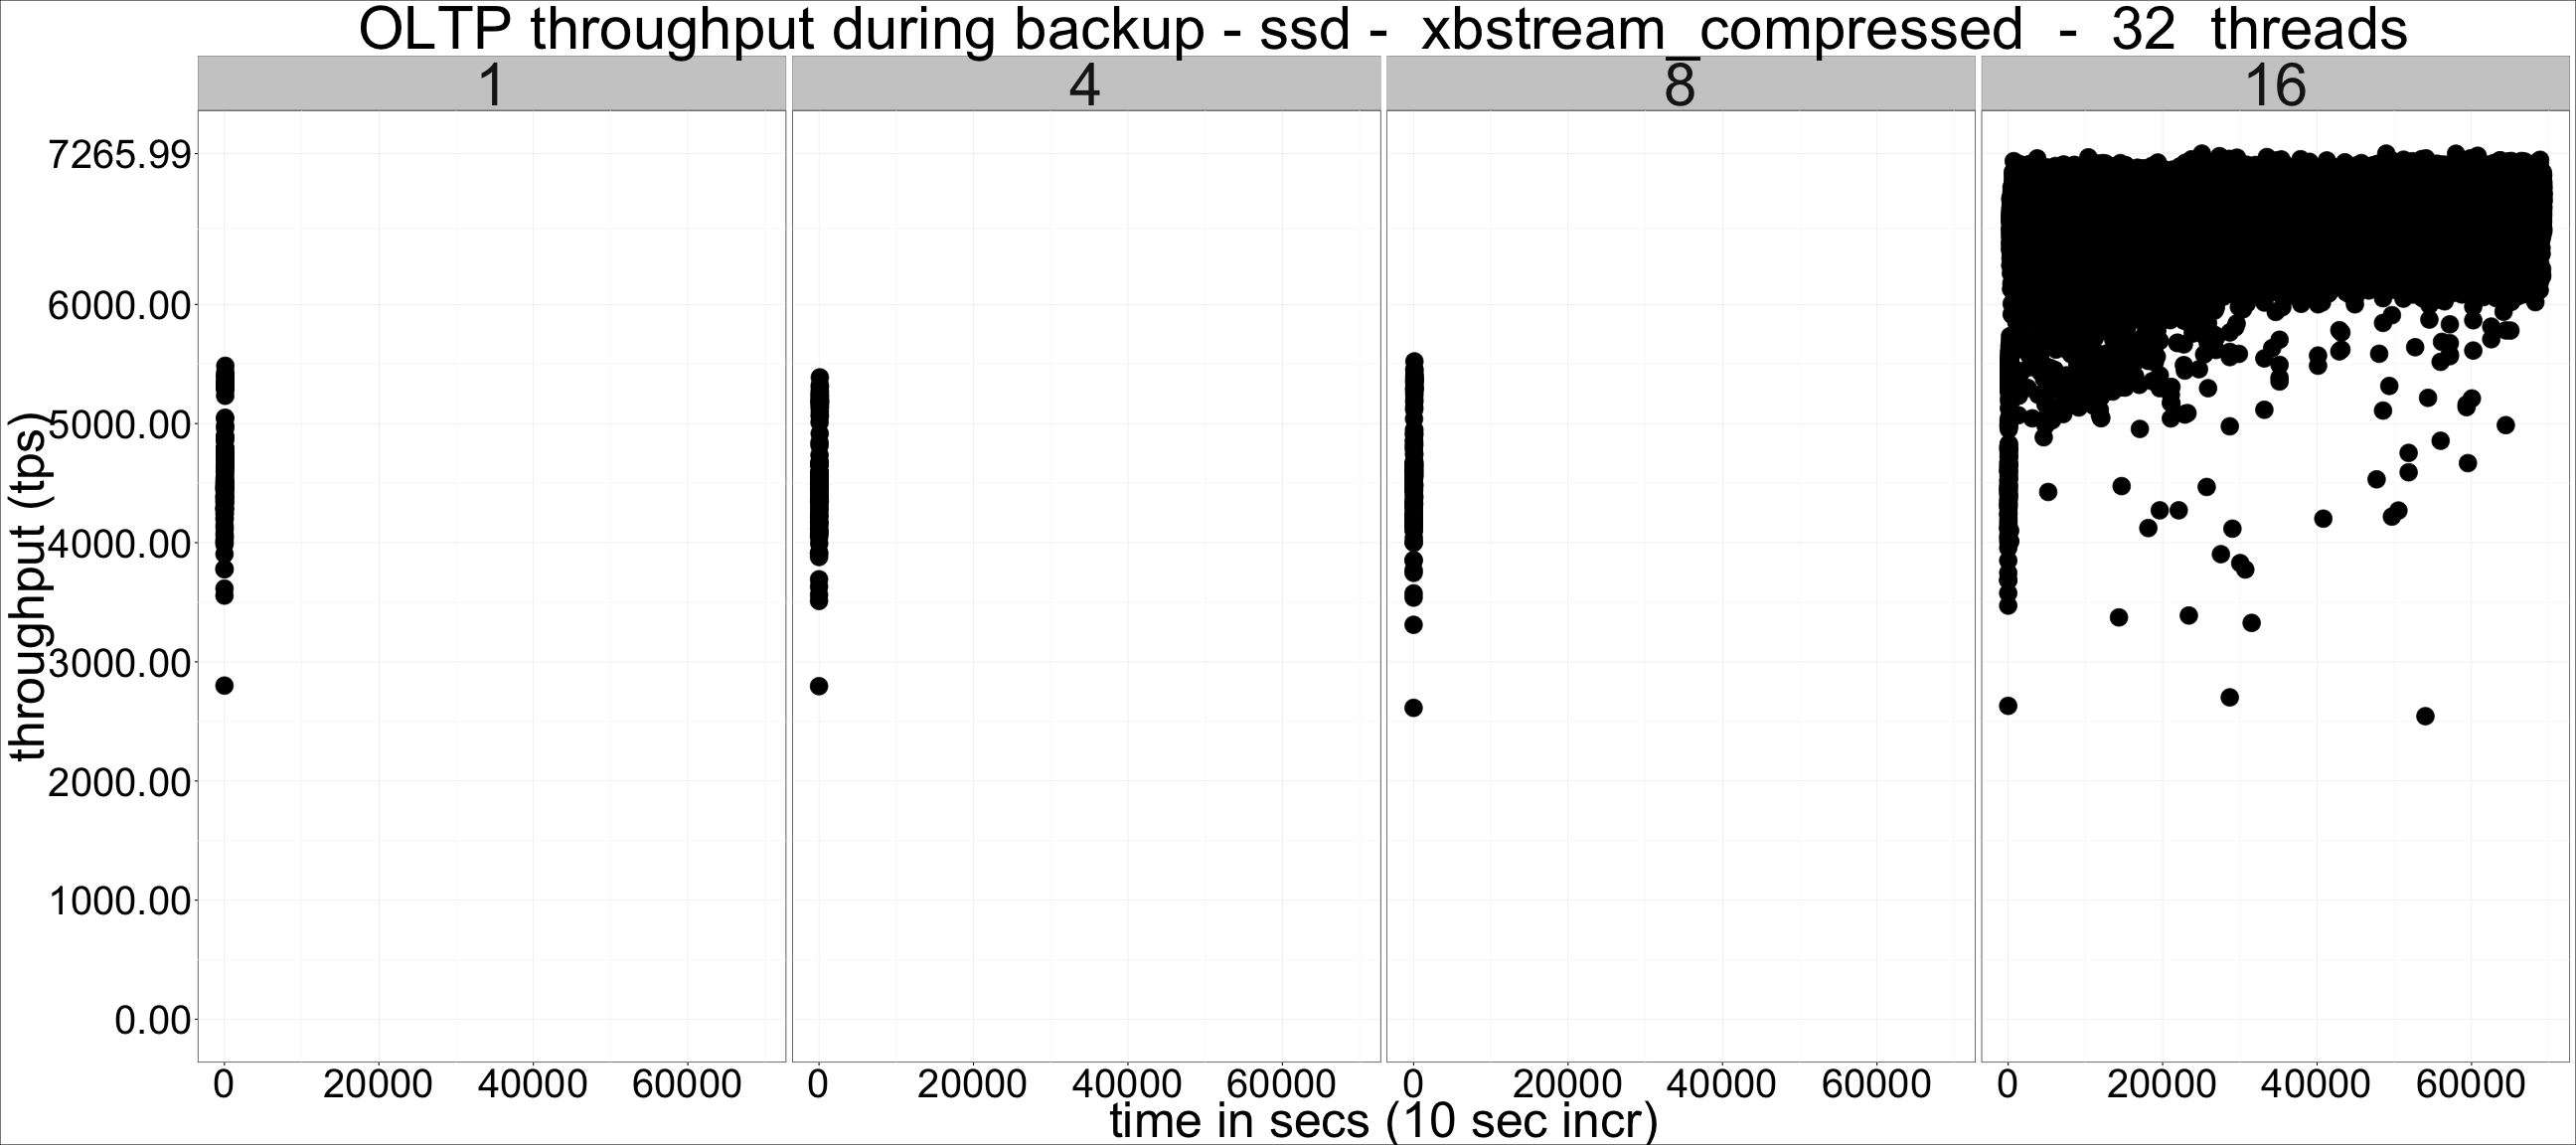 OLTP throughput during backup - ssd - xbstream_compressed - 32 threads
1 4 8 16
throughput (tps)
7265.99
6000.00
5000.00
4000.00
3000.00
2000.00
1000.00
0.00
0 20000 40000 60000 0 20000 40000 60000 0 20000 40000 60000 0 20000 40000 60000
time in secs (10 sec incr)